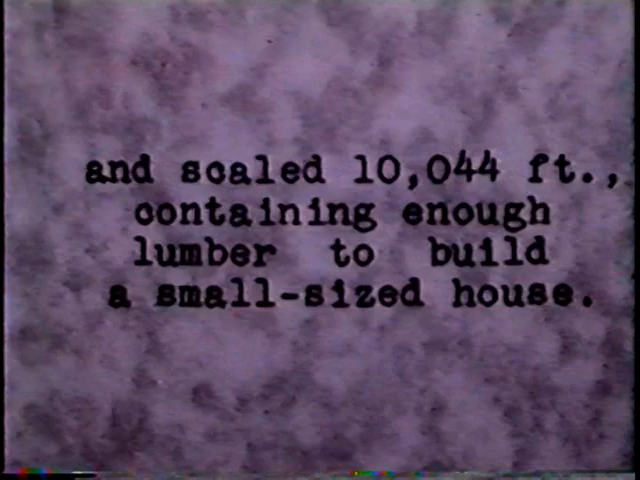 and scaled 10,044 ft.,
containing enough
lumber to build
a small-sized house.